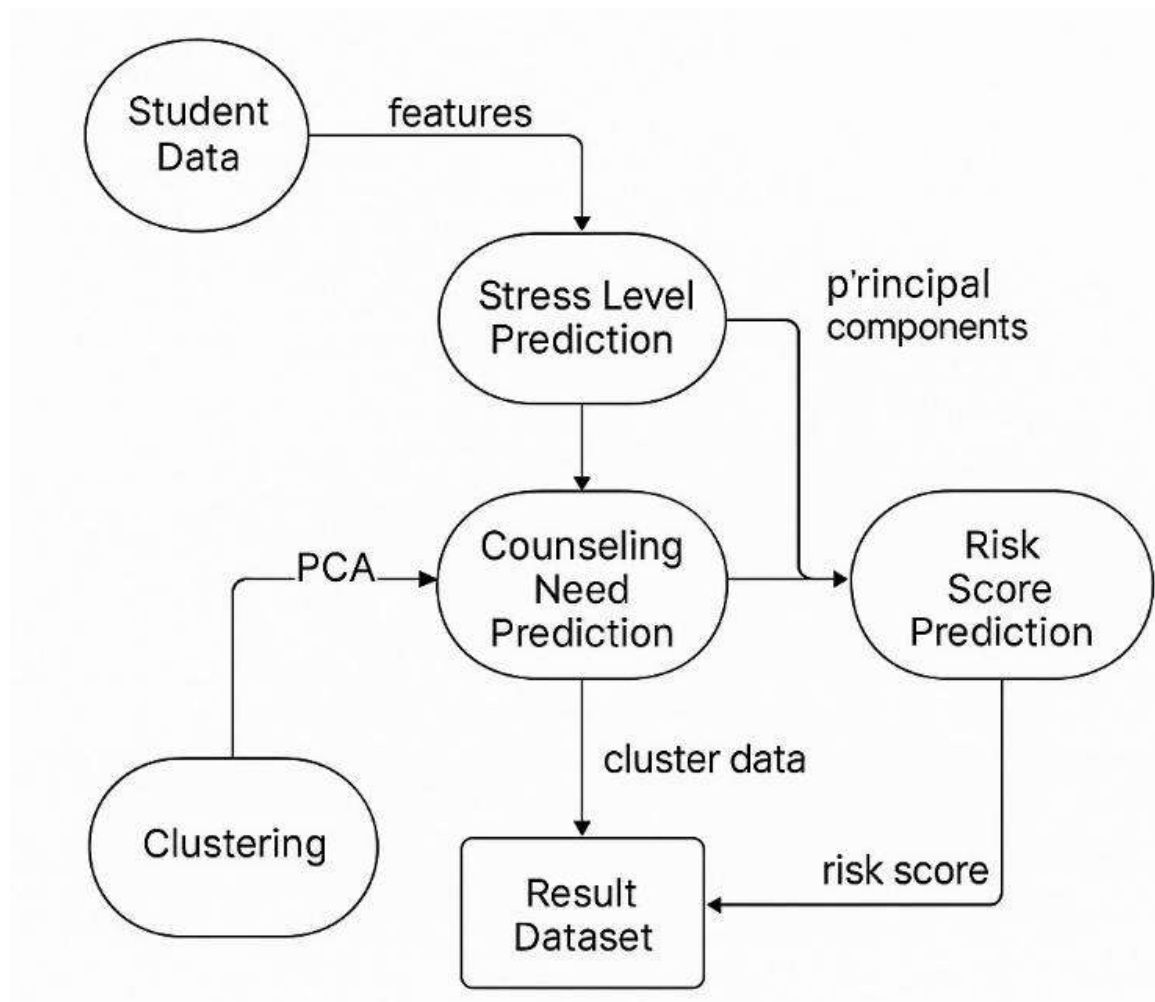 Student
Data
features
Stress Level
Prediction
p'rincipal
components
Counseling
Need
Prediction
PCA
Risk
Score
Prediction
Clustering
cluster data
risk score
Result
Dataset